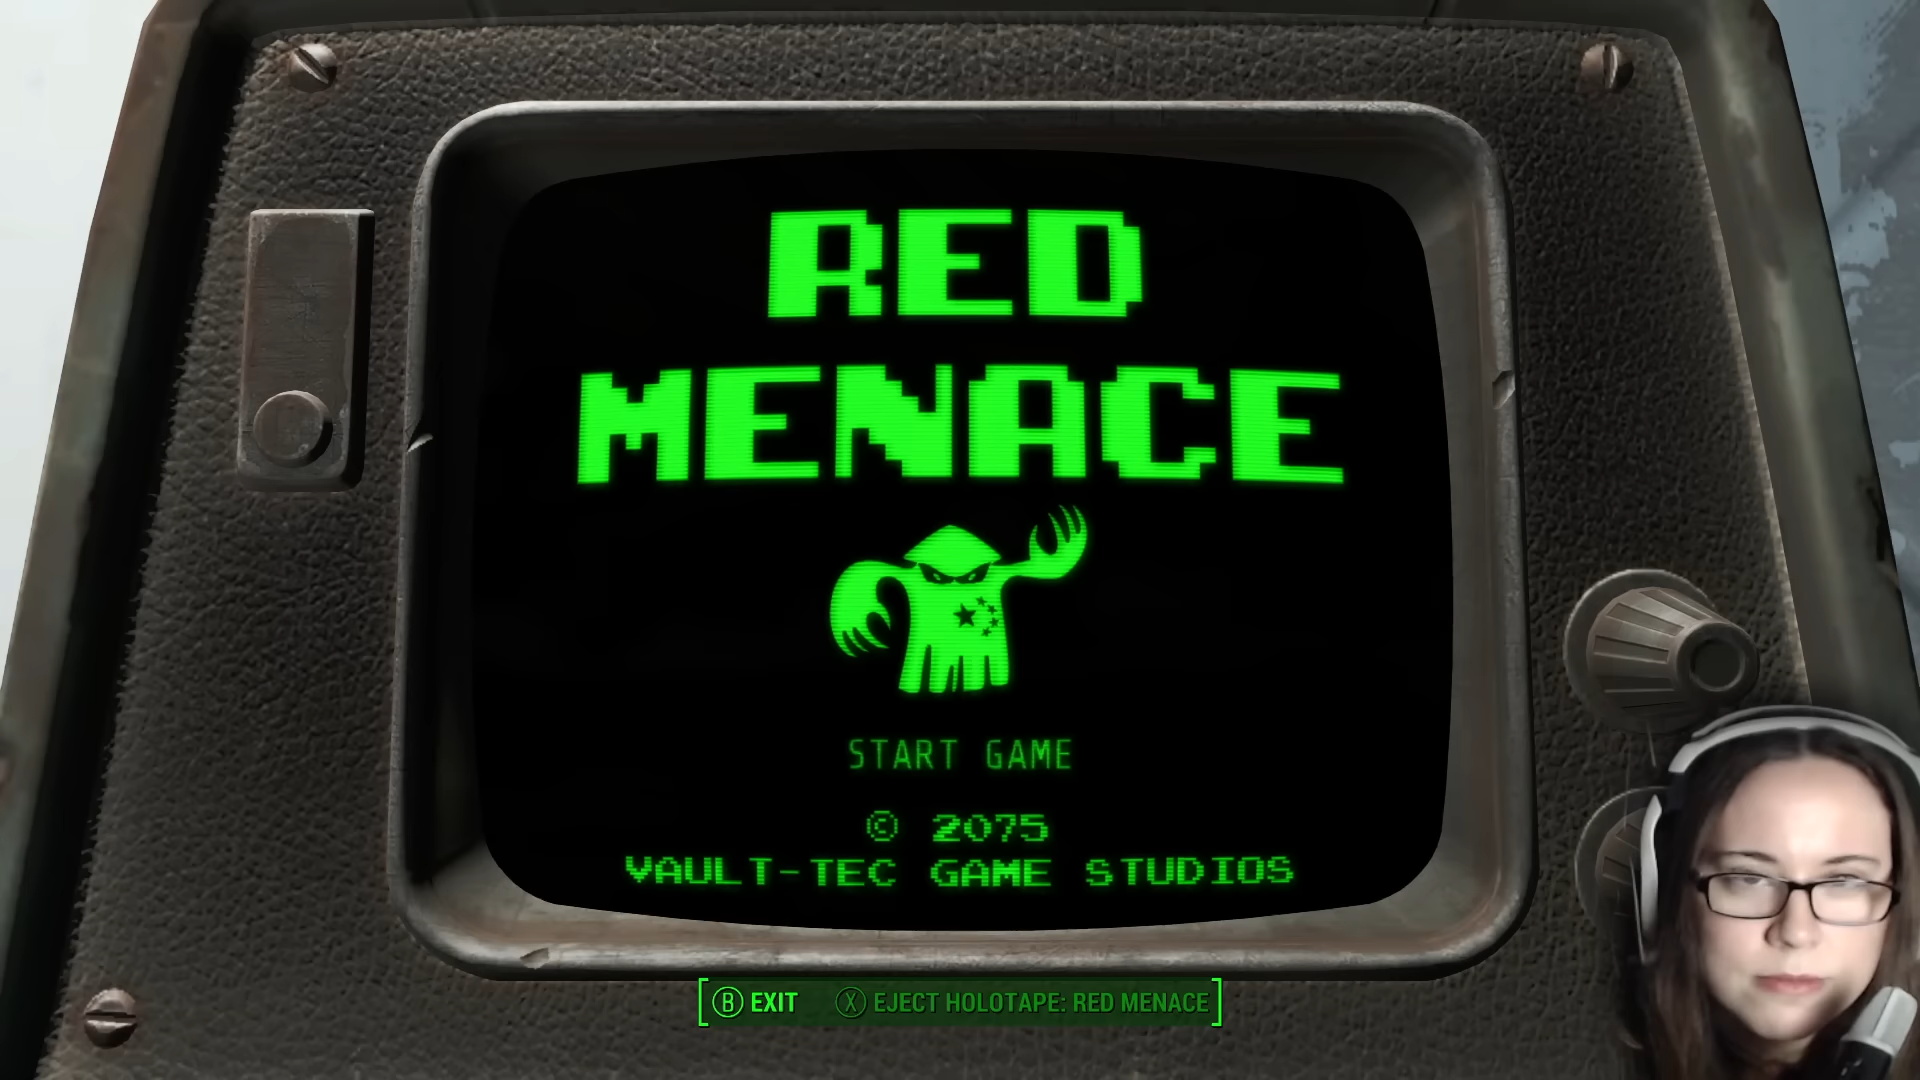 RED
MENACE
START GAME
© 2075
VAULT-TEC GAME STUDIOS
B EXIT X EJECT HOLOTAPE: RED MENACE